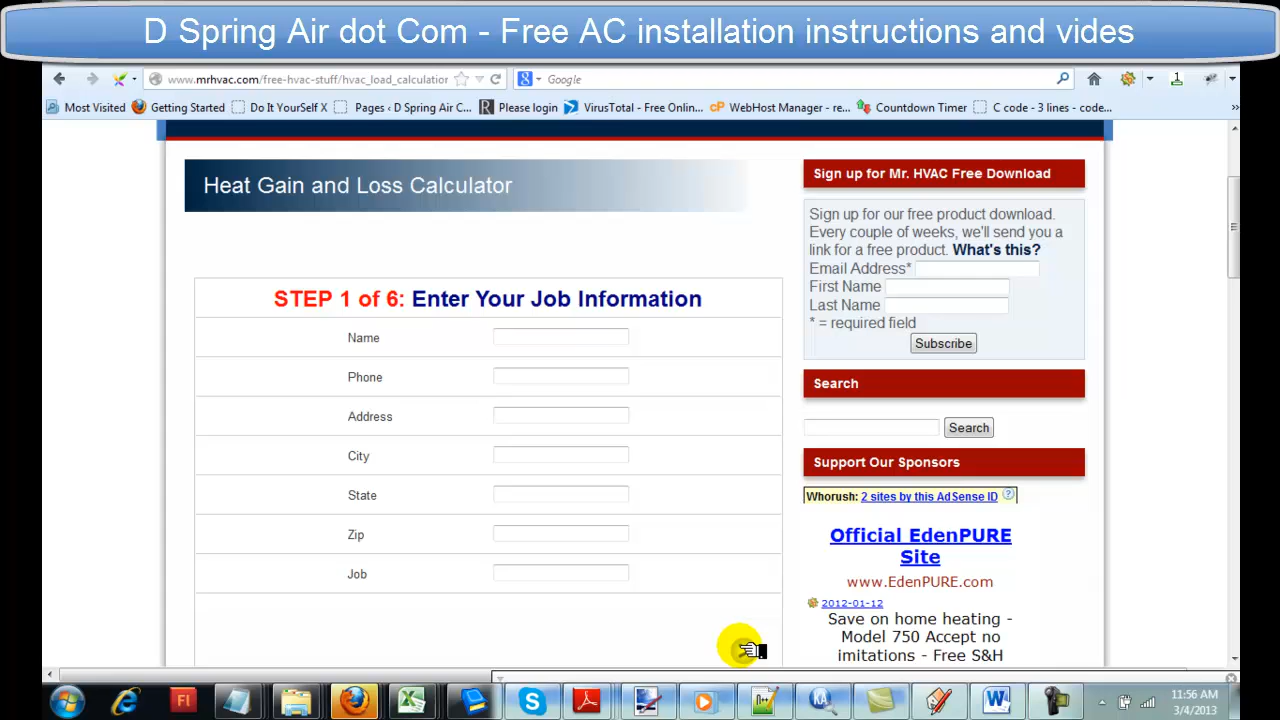 D Spring Air dot Com - Free AC installation instructions and vides
www.mrhvac.com/free-hvac-stuff/hvac_load_calculation
Google
Most Visited Getting Started Do It YourSelf X Pages ‹ D Spring Air C... Please login VirusTotal - Free Onlin... WebHost Manager - re... Countdown Timer C code - 3 lines - code...
Heat Gain and Loss Calculator
STEP 1 of 6: Enter Your Job Information
Name
Phone
Address
City
State
Zip
Job
Sign up for Mr. HVAC Free Download
Sign up for our free product download.
Every couple of weeks, we'll send you a
link for a free product. What's this?
Email Address*
First Name
Last Name
* = required field
Subscribe
Search
Search
Support Our Sponsors
Whorush: 2 sites by this AdSense ID
Official EdenPURE
Site
www.EdenPURE.com
2012-01-12
Save on home heating -
Model 750 Accept no
imitations - Free S&H
11:56 AM
3/4/2013